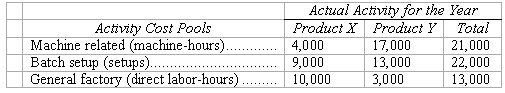 Actual Activity for the Year
Activity Cost Pools Product X Product Y Total
Machine related (machine-hours)............. 4,000 17,000 21,000
Batch setup (setups)................................ 9,000 13,000 22,000
General factory (direct labor-hours) ......... 10,000 3,000 13,000